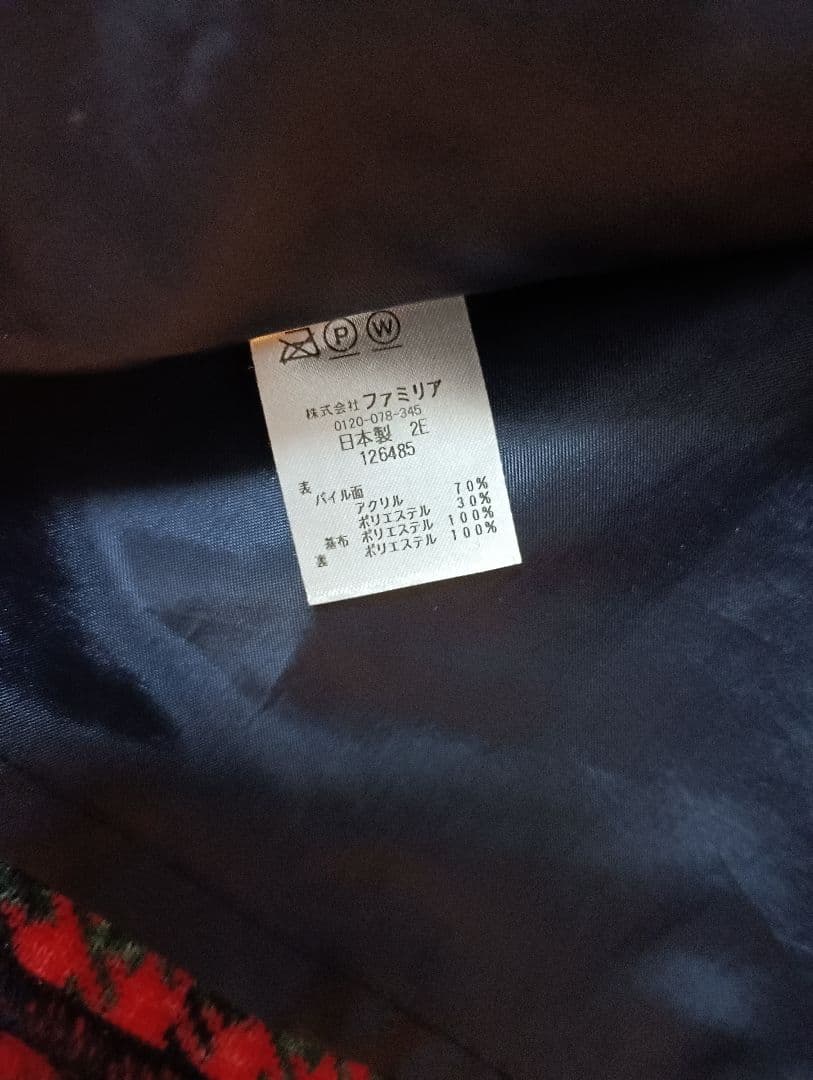 P W
株式会社 ファミリア
0120-078-345
日本製 2E
126485
表
パイル面
アクリル 70%
ポリエステル 30%
基布 ポリエステル 100%
裏 ポリエステル 100%